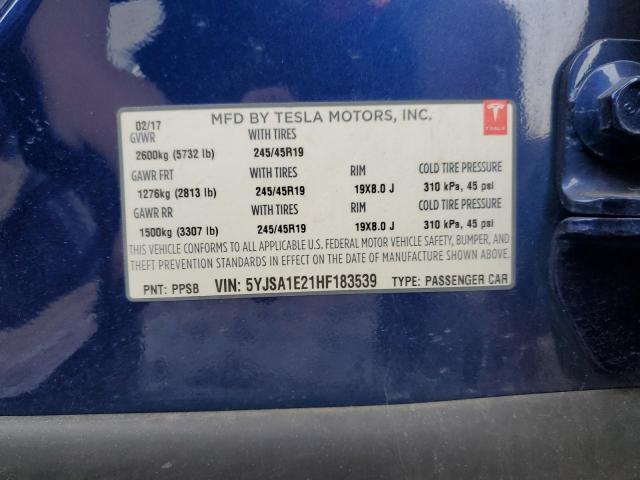 02/17 MFD BY TESLA MOTORS, INC.
TESLA
GVWR WITH TIRES
2600kg (5732 lb) 245/45R19
GAWR FRT WITH TIRES RIM COLD TIRE PRESSURE
1276kg (2813 lb) 245/45R19 19X8.0 J 310 kPa, 45 psi
GAWR RR WITH TIRES RIM COLD TIRE PRESSURE
1500kg (3307 lb) 245/45R19 19X8.0 J 310 kPa, 45 psi
THIS VEHICLE CONFORMS TO ALL APPLICABLE U.S. FEDERAL MOTOR VEHICLE SAFETY, BUMPER, AND
THEFT PREVENTION STANDARDS IN EFFECT ON THE DATE OF MANUFACTURE SHOWN ABOVE.
PNT: PPSB VIN: 5YJSA1E21HF183539 TYPE: PASSENGER CAR